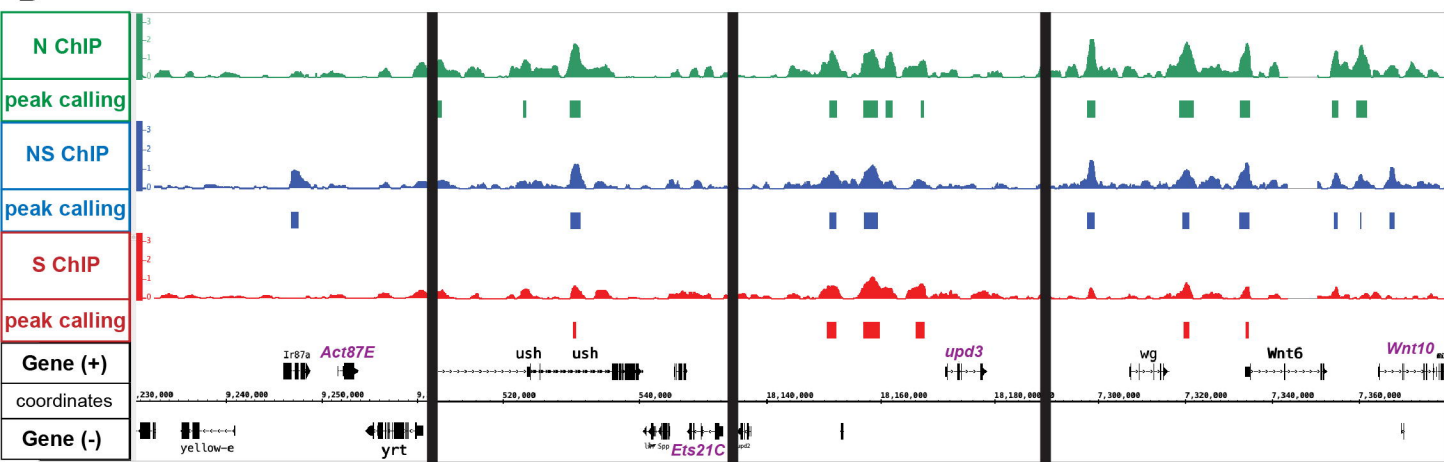 N ChIP
3
2
1
0
peak calling
NS ChIP
3
2
1
0
peak calling
S ChIP
3
2
1
0
peak calling
Gene (+)
Ir87a Act87E ush ush upd3 wg Wnt6 Wnt10
coordinates
,230,000 9,240,000 9,250,000 9, 520,000 540,000 18,140,000 18,160,000 18,180,000 7,300,000 7,320,000 7,340,000 7,360,000
Gene (-)
yellow-e yrt Spp Ets21C upd2